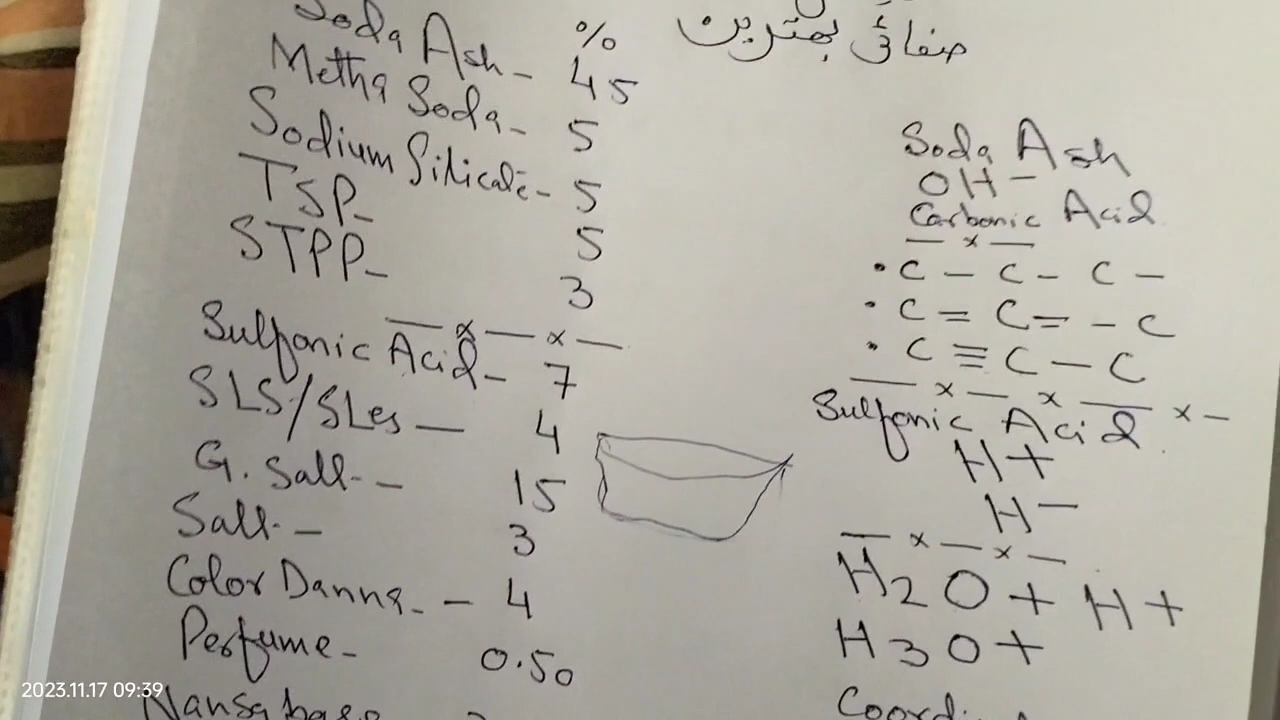 Soda Ash - 45
%
Metha Soda - 5
Sodium Silicate - 5
TSP - 5
STPP - 3
— x — x —
Sulfonic Acid - 7
SLS/SLes — 4
G. Salt - 15
Salt - 3
Color Danna - 4
Perfume - 0.50
Nansa base
صفائی بہترین
Soda Ash
OH -
Carbonic Acid
— x —
• C - C - C -
• C = C = - C
• C ≡ C - C
— x — x — x -
Sulfonic Acid
H+
H-
— x — x —
H2O + H+
H3O+
2023.11.17 09:39